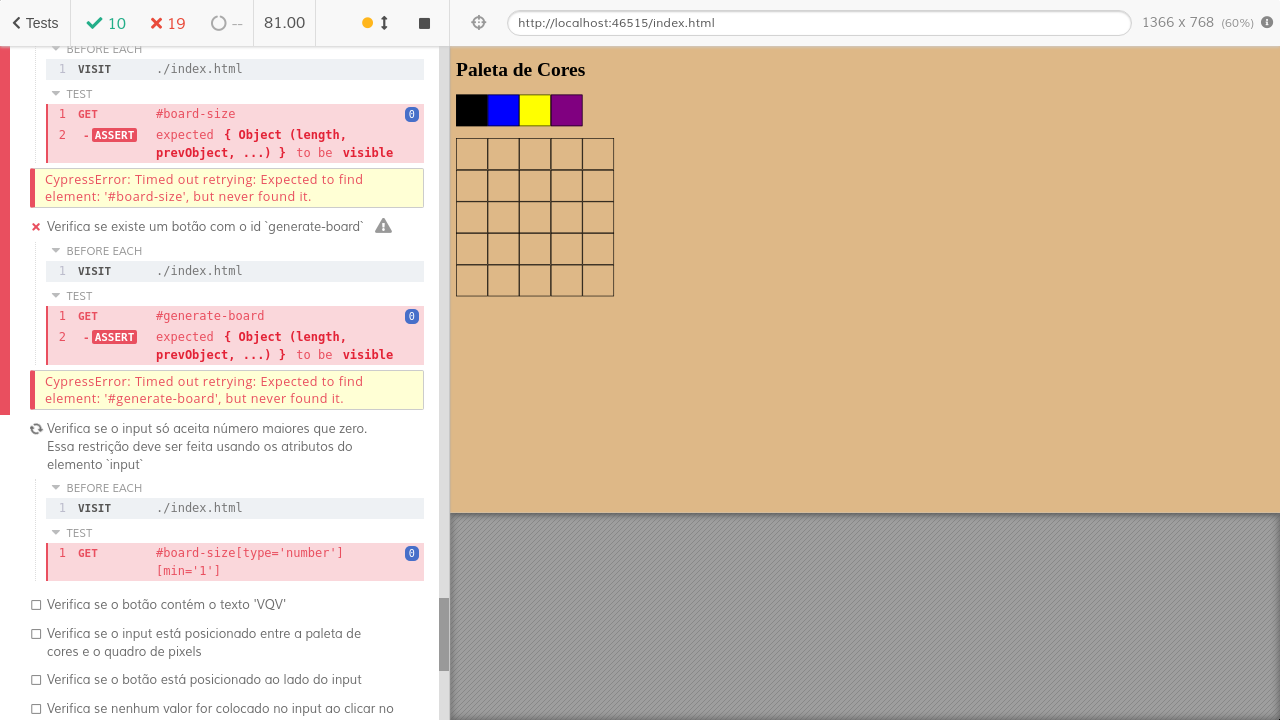 Tests
10
19
--
81.00
http://localhost:46515/index.html
1366 x 768 (60%)
BEFORE EACH
1 VISIT ./index.html
TEST
1 GET #board-size 0
2 -ASSERT expected { Object (length,
prevObject, ...) } to be visible
CypressError: Timed out retrying: Expected to find
element: '#board-size', but never found it.
Verifica se existe um botão com o id `generate-board`
BEFORE EACH
1 VISIT ./index.html
TEST
1 GET #generate-board 0
2 -ASSERT expected { Object (length,
prevObject, ...) } to be visible
CypressError: Timed out retrying: Expected to find
element: '#generate-board', but never found it.
Verifica se o input só aceita número maiores que zero.
Essa restrição deve ser feita usando os atributos do
elemento `input`
BEFORE EACH
1 VISIT ./index.html
TEST
1 GET #board-size[type='number'] 0
[min='1']
Verifica se o botão contém o texto 'VQV'
Verifica se o input está posicionado entre a paleta de
cores e o quadro de pixels
Verifica se o botão está posicionado ao lado do input
Verifica se nenhum valor for colocado no input ao clicar no
Paleta de Cores